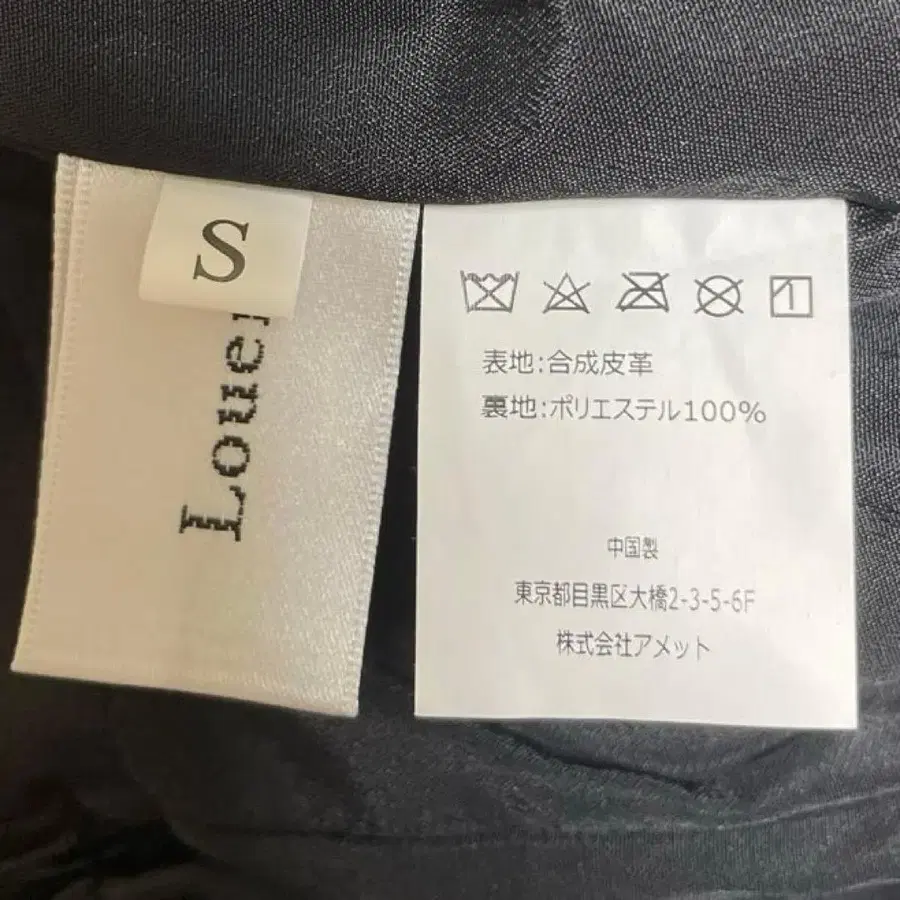 S
Louer
表地:合成皮革
裏地:ポリエステル100%
中国製
東京都目黒区大橋2-3-5-6F
株式会社アメット